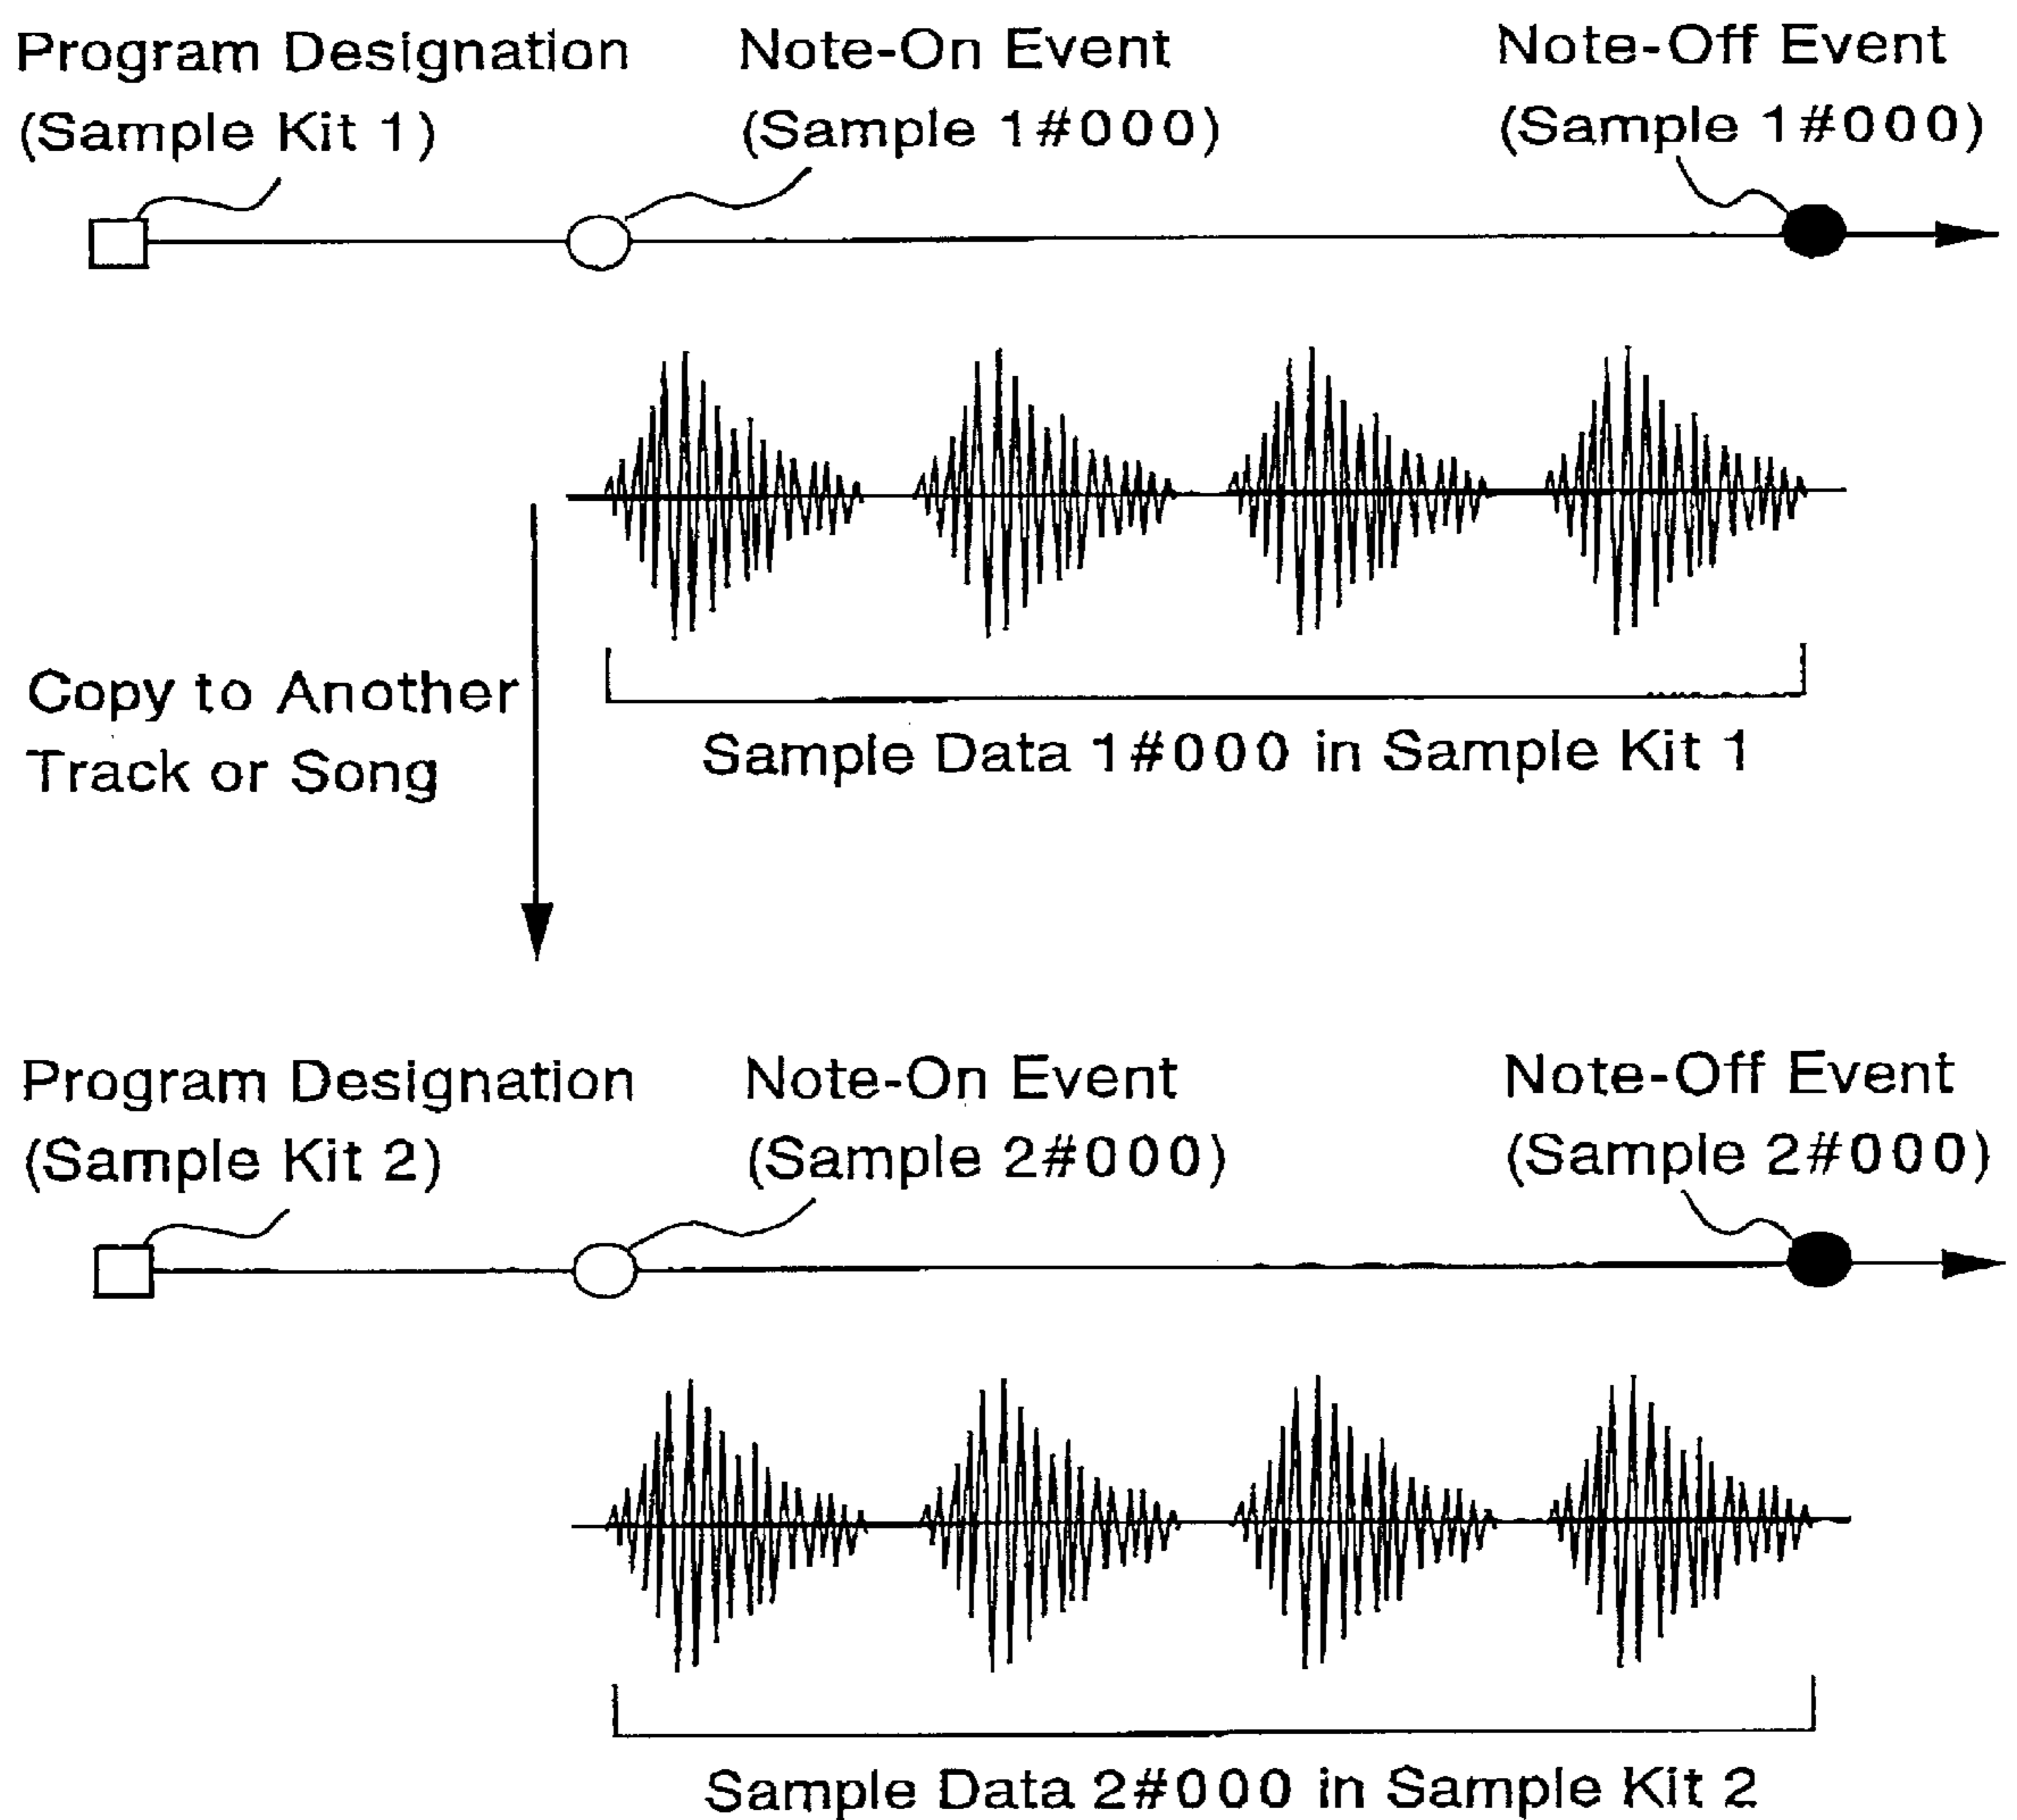 Program Designation
(Sample Kit 1)
Note-On Event
(Sample 1#000)
Note-Off Event
(Sample 1#000)
Sample Data 1#000 in Sample Kit 1
Copy to Another
Track or Song
Program Designation
(Sample Kit 2)
Note-On Event
(Sample 2#000)
Note-Off Event
(Sample 2#000)
Sample Data 2#000 in Sample Kit 2